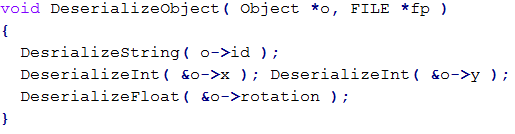 void DeserializeObject( Object *o, FILE *fp )
{
  DesrializeString( o->id );
  DeserializeInt( &o->x ); DeserializeInt( &o->y );
  DeserializeFloat( &o->rotation );
}